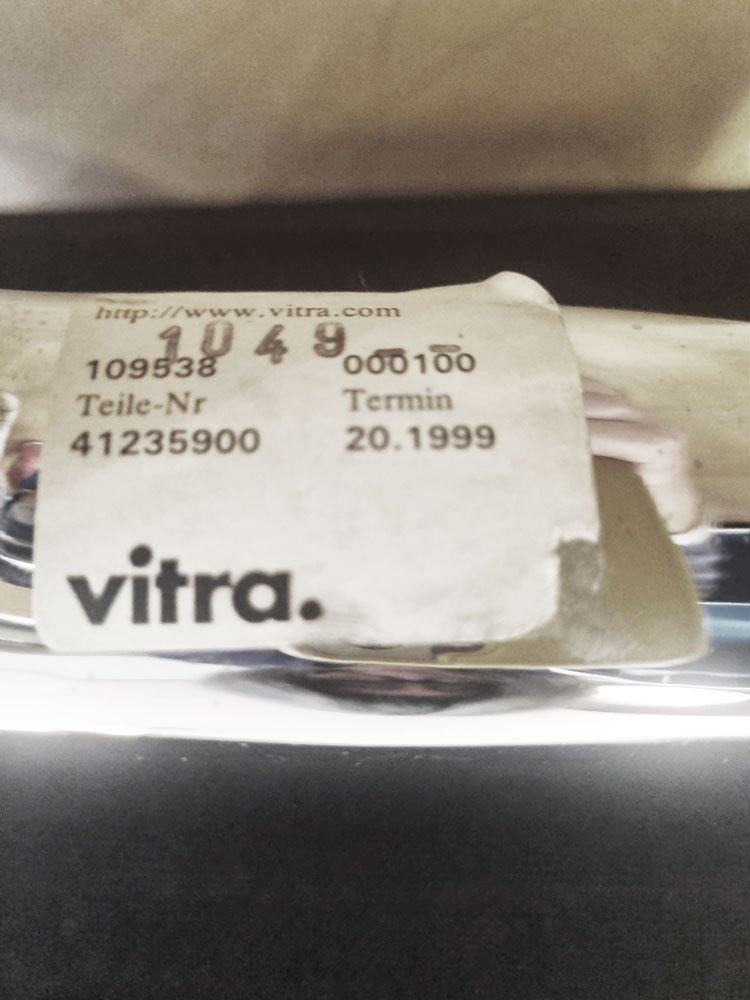 http://www.vitra.com
1049 - -
109538 000100
Teile-Nr Termin
41235900 20.1999
vitra.